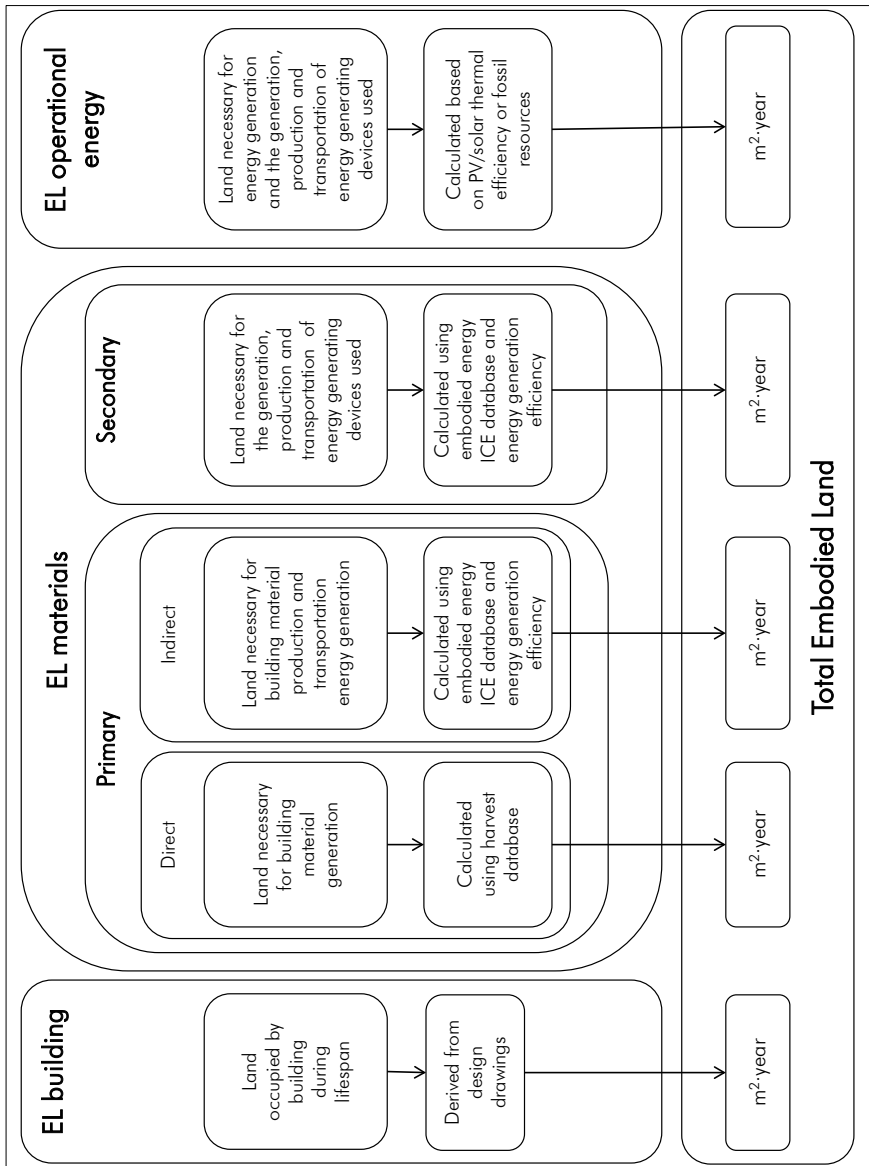 EL building
Land
occupied by
building
during
lifespan
Derived from
design
drawings
m²·year
EL materials
Primary
Direct
Land necessary
for building
material
generation
Calculated
using harvest
database
m²·year
Indirect
Land necessary for
building material
production and
transportation
energy generation
Calculated using
embodied energy
ICE database and
energy generation
efficiency
m²·year
Secondary
Land necessary for
the generation,
production and
transportation of
energy generating
devices used
Calculated using
embodied energy
ICE database and
energy generation
efficiency
m²·year
EL operational
energy
Land necessary for
energy generation
and the generation,
production and
transportation of
energy generating
devices used
Calculated based
on PV/solar thermal
efficiency or fossil
resources
m²·year
Total Embodied Land